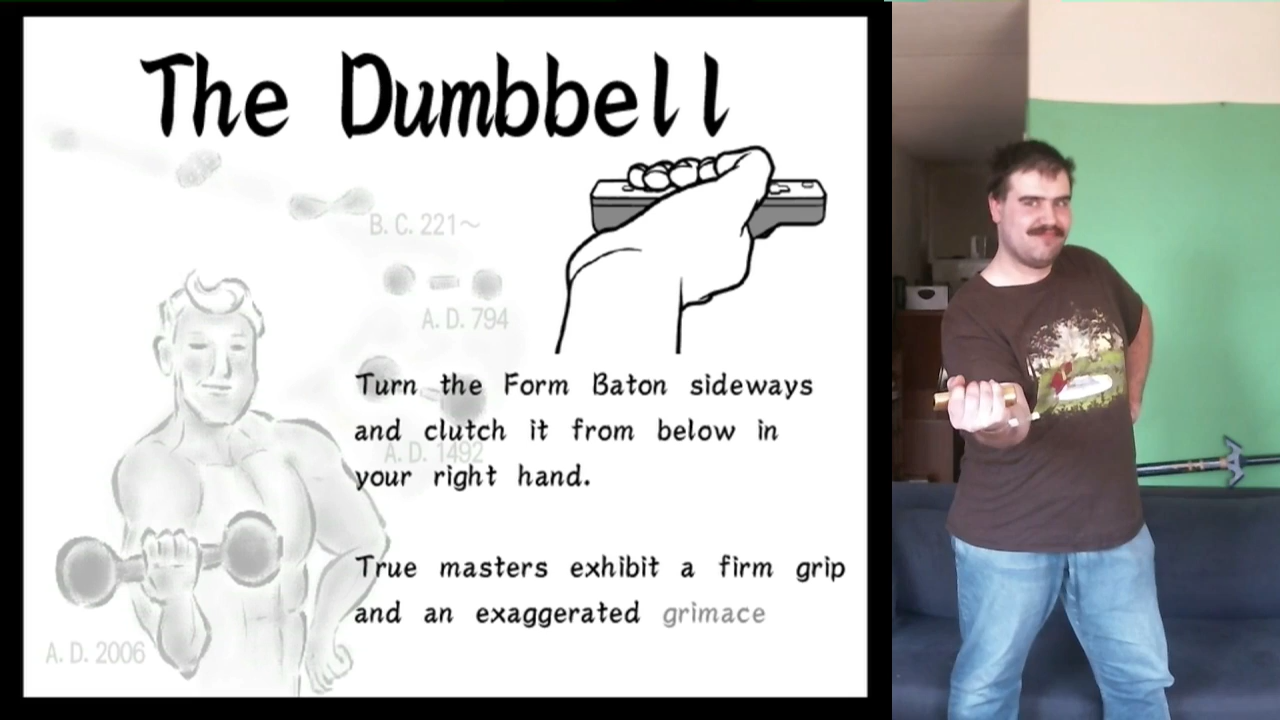 The Dumbbell
B. C. 221~
A. D. 794
Turn the Form Baton sideways
and clutch it from below in
A. D. 1492
your right hand.
True masters exhibit a firm grip
and an exaggerated grimace
A. D. 2006